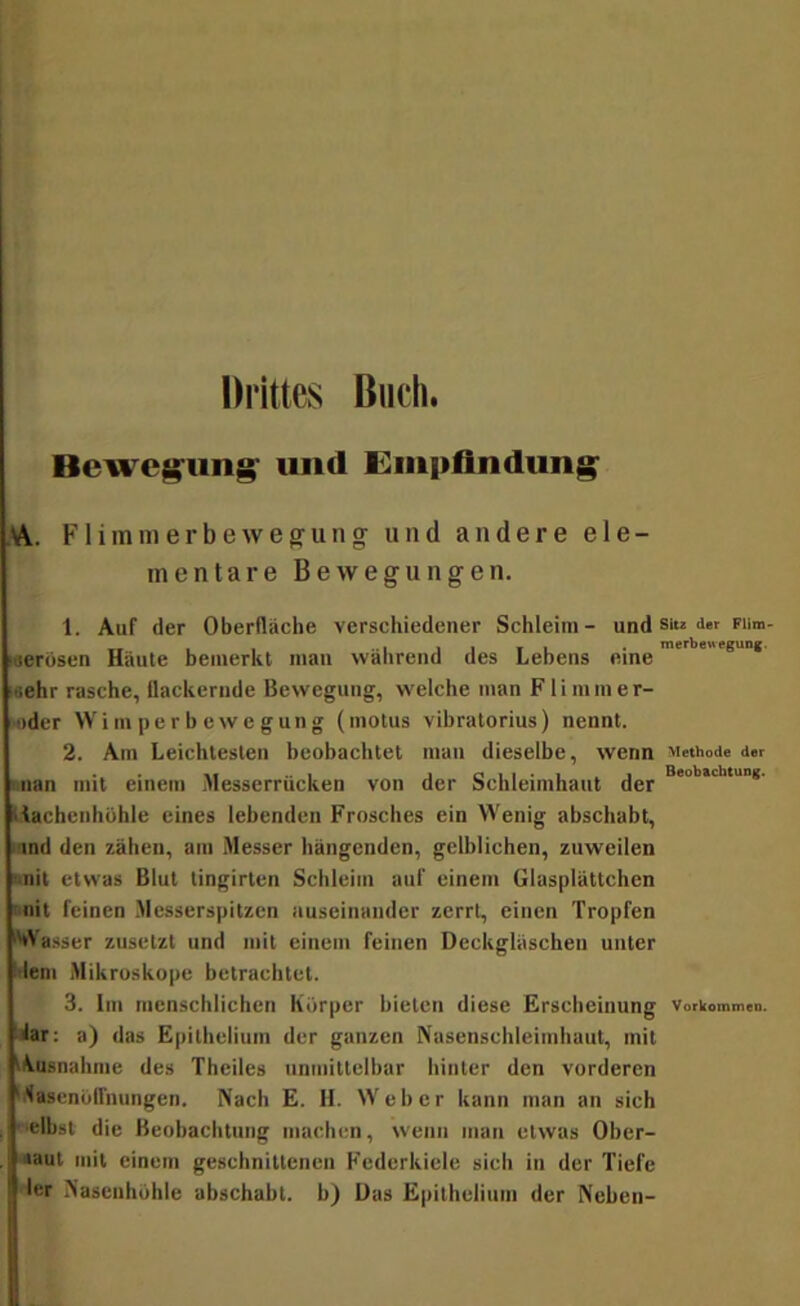 Drittes Buch.
Bewegung und Empfindung
A. Flimmerbewegung und andere ele-
mentare Bewegungen.
1. Auf der Oberfläche verschiedener Schleim- und
Sitz der Flim-
merbewegung.
serösen Häute bemerkt man während des Lebens eine
sehr rasche, flackernde Bewegung, welche man Flimmer-
oder Wimperbewegung (motus vibratorius) nennt.
2. Am Leichtesten beobachtet man dieselbe, wenn
Methode der
Beobachtung.
man mit einem Messerrücken von der Schleimhaut der
Rachenhöhle eines lebenden Frosches ein Wenig abschabt,
und den zähen, am Messer hängenden, gelblichen, zuweilen
mit etwas Blut tingirten Schleim auf einem Glasplättchen
mit feinen Messerspitzen auseinander zerrt, einen Tropfen
Wasser zusetzt und mit einem feinen Deckgläschen unter
dem Mikroskope betrachtet.
3. Im menschlichen Körper bieten diese Erscheinung
Vorkommen.
dar: a) das Epithelium der ganzen Nasenschleimhaut, mit
Ausnahme des Theiles unmittelbar hinter den vorderen
Nasenöffnungen. Nach E. H. Weber kann man an sich
selbst die Beobachtung machen, wenn man etwas Ober-
haut mit einem geschnittenen Federkiele sich in der Tiefe
der Nasenhöhle abschabt. b) Das Epithelium der Neben-